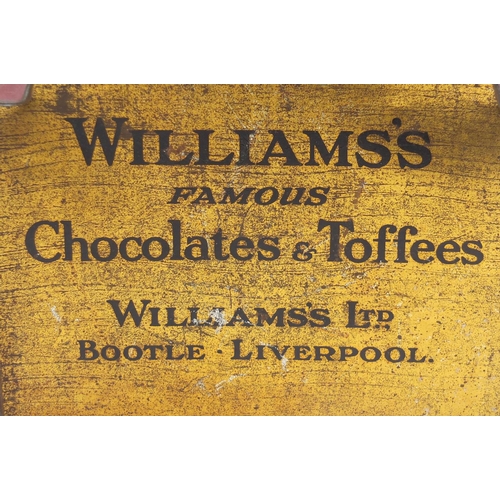 WILLIAMS'S
FAMOUS
Chocolates & Toffees
WILLIAMS'S LTD
BOOTLE · LIVERPOOL.